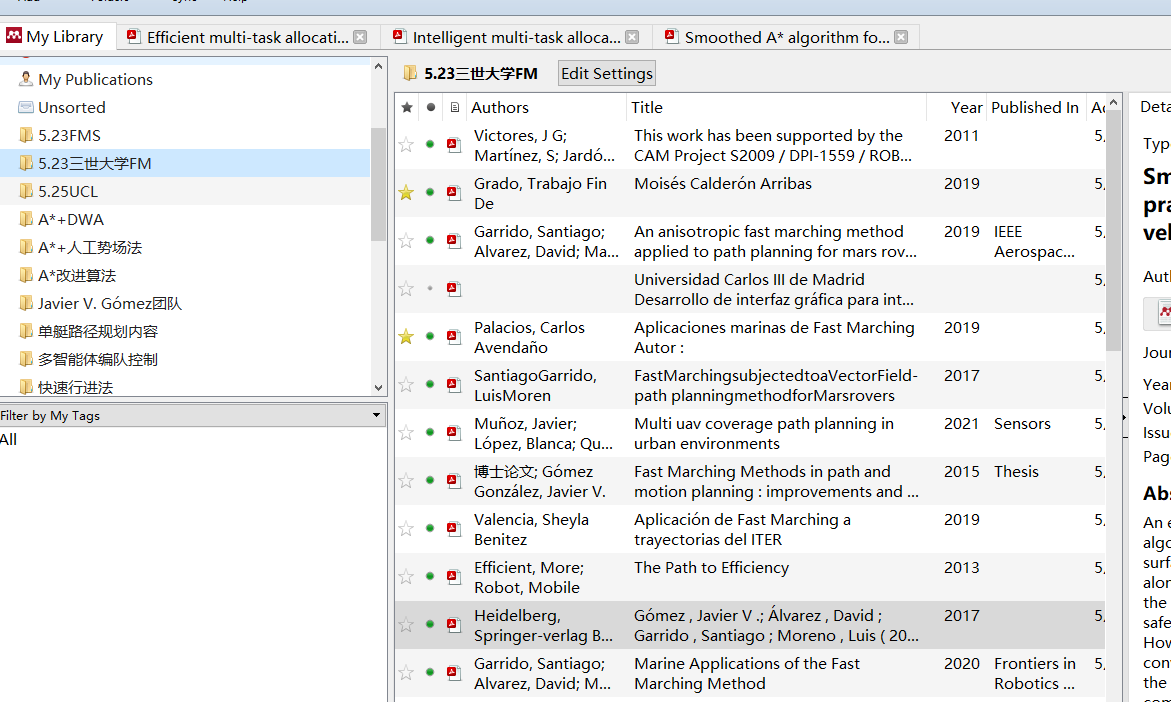 Sync Help
My Library
Efficient multi-task allocati...
Intelligent multi-task alloca...
Smoothed A* algorithm fo...
My Publications
Unsorted
5.23FMS
5.23三世大学FM
5.25UCL
A*+DWA
A*+人工势场法
A*改进算法
Javier V. Gómez团队
单艇路径规划内容
多智能体编队控制
快速行进法
Filter by My Tags
All
5.23三世大学FM Edit Settings
Authors Title Year Published In
Victores, J G; This work has been supported by the 2011 5,
Martínez, S; Jardó... CAM Project S2009 / DPI-1559 / ROB...
Grado, Trabajo Fin Moisés Calderón Arribas 2019 5,
De
Garrido, Santiago; An anisotropic fast marching method 2019 IEEE 5,
Alvarez, David; Ma... applied to path planning for mars rov... Aerospac...
Universidad Carlos III de Madrid 5,
Desarrollo de interfaz gráfica para int...
Palacios, Carlos Aplicaciones marinas de Fast Marching 2019 5,
Avendaño Autor :
SantiagoGarrido, FastMarchingsubjectedtoaVectorField- 2017 5,
LuisMoren path planningmethodforMarsrovers
Muñoz, Javier; Multi uav coverage path planning in 2021 Sensors 5,
López, Blanca; Qu... urban environments
博士论文; Gómez Fast Marching Methods in path and 2015 Thesis 5,
González, Javier V. motion planning : improvements and ...
Valencia, Sheyla Aplicación de Fast Marching a 2019 5,
Benitez trayectorias del ITER
Efficient, More; The Path to Efficiency 2013 5,
Robot, Mobile
Heidelberg, Gómez , Javier V .; Álvarez , David ; 2017 5,
Springer-verlag B... Garrido , Santiago ; Moreno , Luis ( 20...
Garrido, Santiago; Marine Applications of the Fast 2020 Frontiers in 5,
Alvarez, David; M... Marching Method Robotics ...
Deta
Type
Sm
pra
veh
Auth
Jour
Year
Volu
Issu
Pag
Abs
An e
algo
surf
alon
the
safe
How
con
the